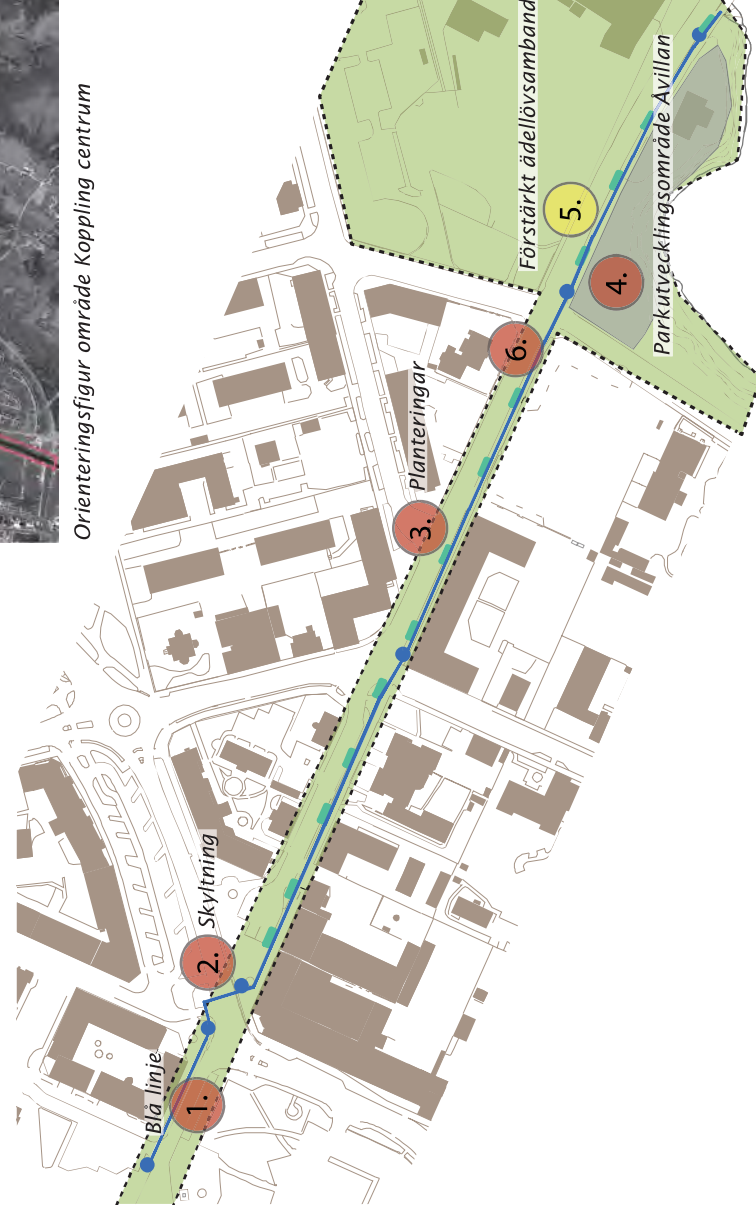 Orienteringsfigur område Koppling centrum
Blå linje
1.
2.
Skyltning
3.
Planteringar
6.
4.
Parkutvecklingsområde Åvillan
5.
Förstärkt ädellövsamband